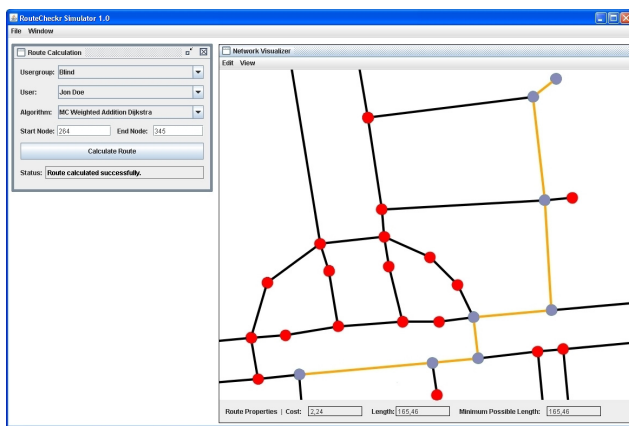 RouteCheckr Simulator 1.0
File Window
Route Calculation
Usergroup: Blind
User: Jon Doe
Algorithm: MC Weighted Addition Dijkstra
Start Node: 264 End Node: 345
Calculate Route
Status: Route calculated successfully.
Network Visualizer
Edit View
Route Properties | Cost: 2,24 Length: 165,46 Minimum Possible Length: 165,46